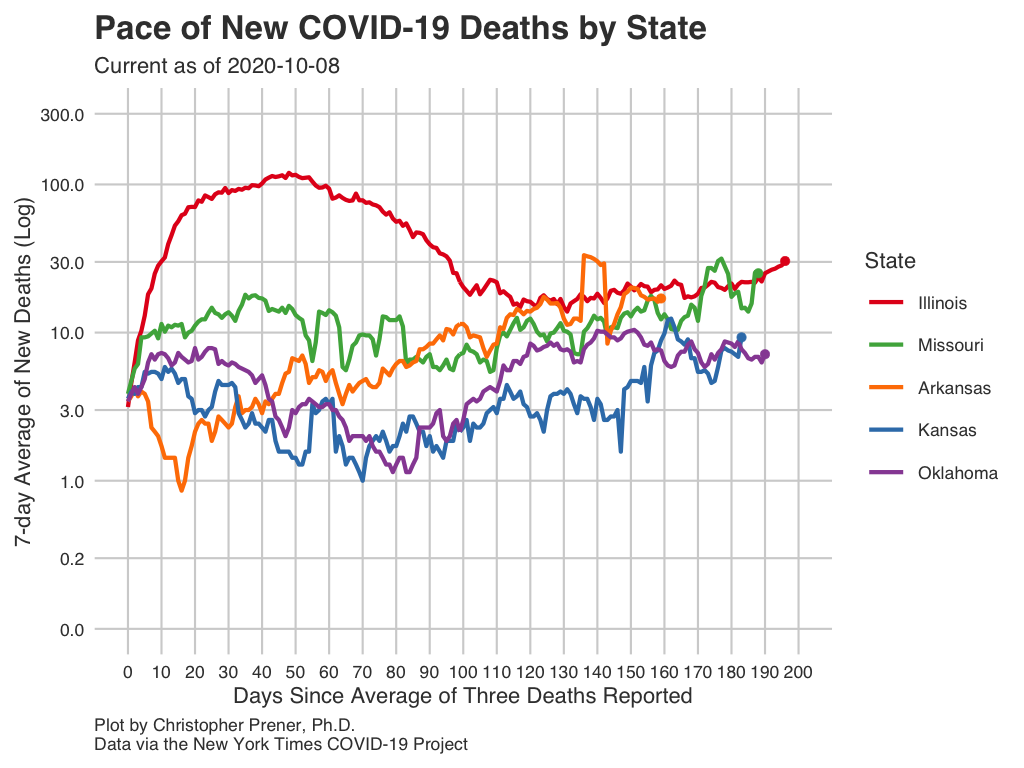 Pace of New COVID-19 Deaths by State
Current as of 2020-10-08
300.0
100.0
30.0
10.0
3.0
1.0
0.2
0.0
7-day Average of New Deaths (Log)
0 10 20 30 40 50 60 70 80 90 100 110 120 130 140 150 160 170 180 190 200
Days Since Average of Three Deaths Reported
State
Illinois
Missouri
Arkansas
Kansas
Oklahoma
Plot by Christopher Prener, Ph.D.
Data via the New York Times COVID-19 Project